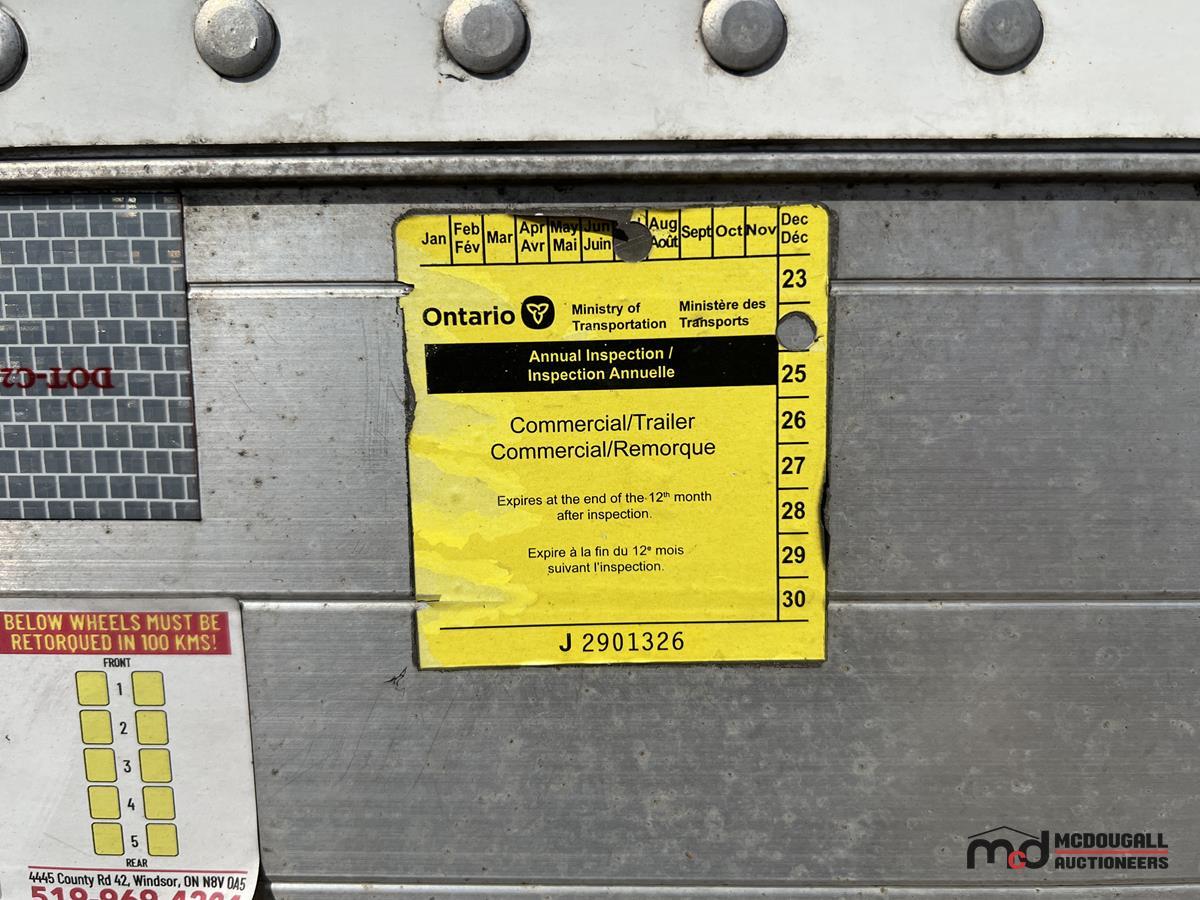 Jan
Feb
Fév
Mar
Apr
Avr
May
Mai
Jun
Juin
Aug
Août
Sept
Oct
Nov
Dec
Déc
23
Ontario
Ministry of
Transportation
Ministère des
Transports
Annual Inspection /
Inspection Annuelle
25
Commercial/Trailer
Commercial/Remorque
26
27
Expires at the end of the 12th month
after inspection.
28
Expire à la fin du 12e mois
suivant l'inspection.
29
30
J 2901326
DOT-C2
BELOW WHEELS MUST BE
RETORQUED IN 100 KMS!
FRONT
1
2
3
4
5
REAR
4445 County Rd 42, Windsor, ON N8V 0A5
mcd MCDOUGALL
AUCTIONEERS